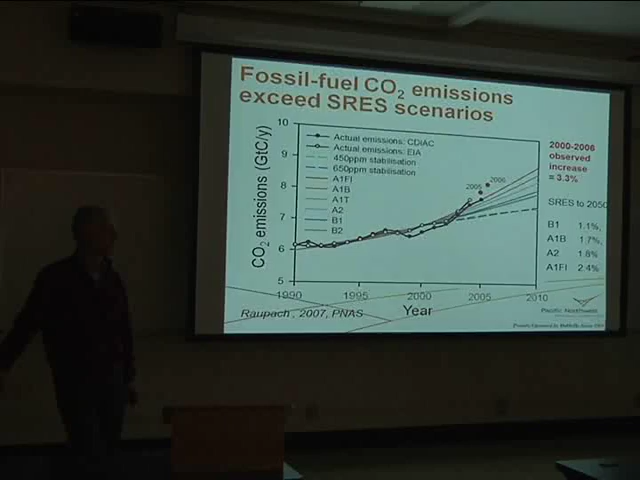 Fossil-fuel CO2 emissions
exceed SRES scenarios
10
9
8
7
6
5
CO2 emissions (GtC/y)
Actual emissions: CDIAC
Actual emissions: EIA
450ppm stabilisation
650ppm stabilisation
A1FI
A1B
A1T
A2
B1
B2
2005
2006
1990
1995
2000
2005
2010
Year
Raupach, 2007, PNAS
2000-2006
observed
increase
= 3.3%
SRES to 2050
B1 1.1%,
A1B 1.7%,
A2 1.8%
A1FI 2.4%
Pacific Northwest